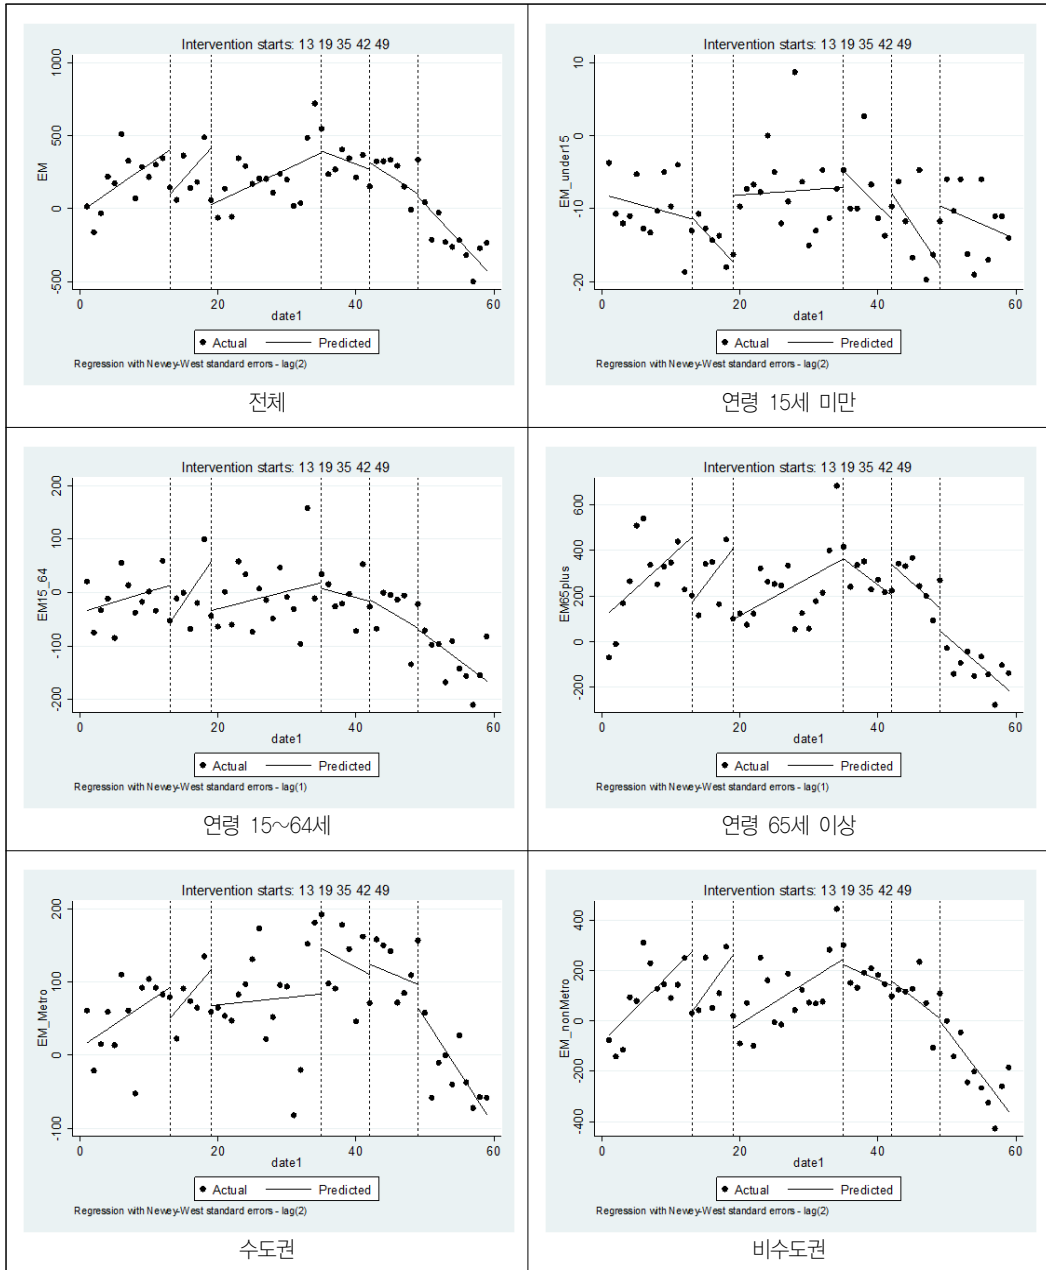 Intervention starts: 13 19 35 42 49
1000
500
0
-500
EM
0
20
40
60
date1
Actual
Predicted
Regression with Newey-West standard errors - lag(2)
전체
Intervention starts: 13 19 35 42 49
10
0
-10
-20
EM_under15
0
20
40
60
date1
Actual
Predicted
Regression with Newey-West standard errors - lag(2)
연령 15세 미만
Intervention starts: 13 19 35 42 49
200
100
0
-100
-200
EM15_64
0
20
40
60
date1
Actual
Predicted
Regression with Newey-West standard errors - lag(1)
연령 15～64세
Intervention starts: 13 19 35 42 49
600
400
200
0
-200
EM65plus
0
20
40
60
date1
Actual
Predicted
Regression with Newey-West standard errors - lag(1)
연령 65세 이상
Intervention starts: 13 19 35 42 49
200
100
0
-100
EM_Metro
0
20
40
60
date1
Actual
Predicted
Regression with Newey-West standard errors - lag(2)
수도권
Intervention starts: 13 19 35 42 49
400
200
0
-200
-400
EM_nonMetro
0
20
40
60
date1
Actual
Predicted
Regression with Newey-West standard errors - lag(2)
비수도권